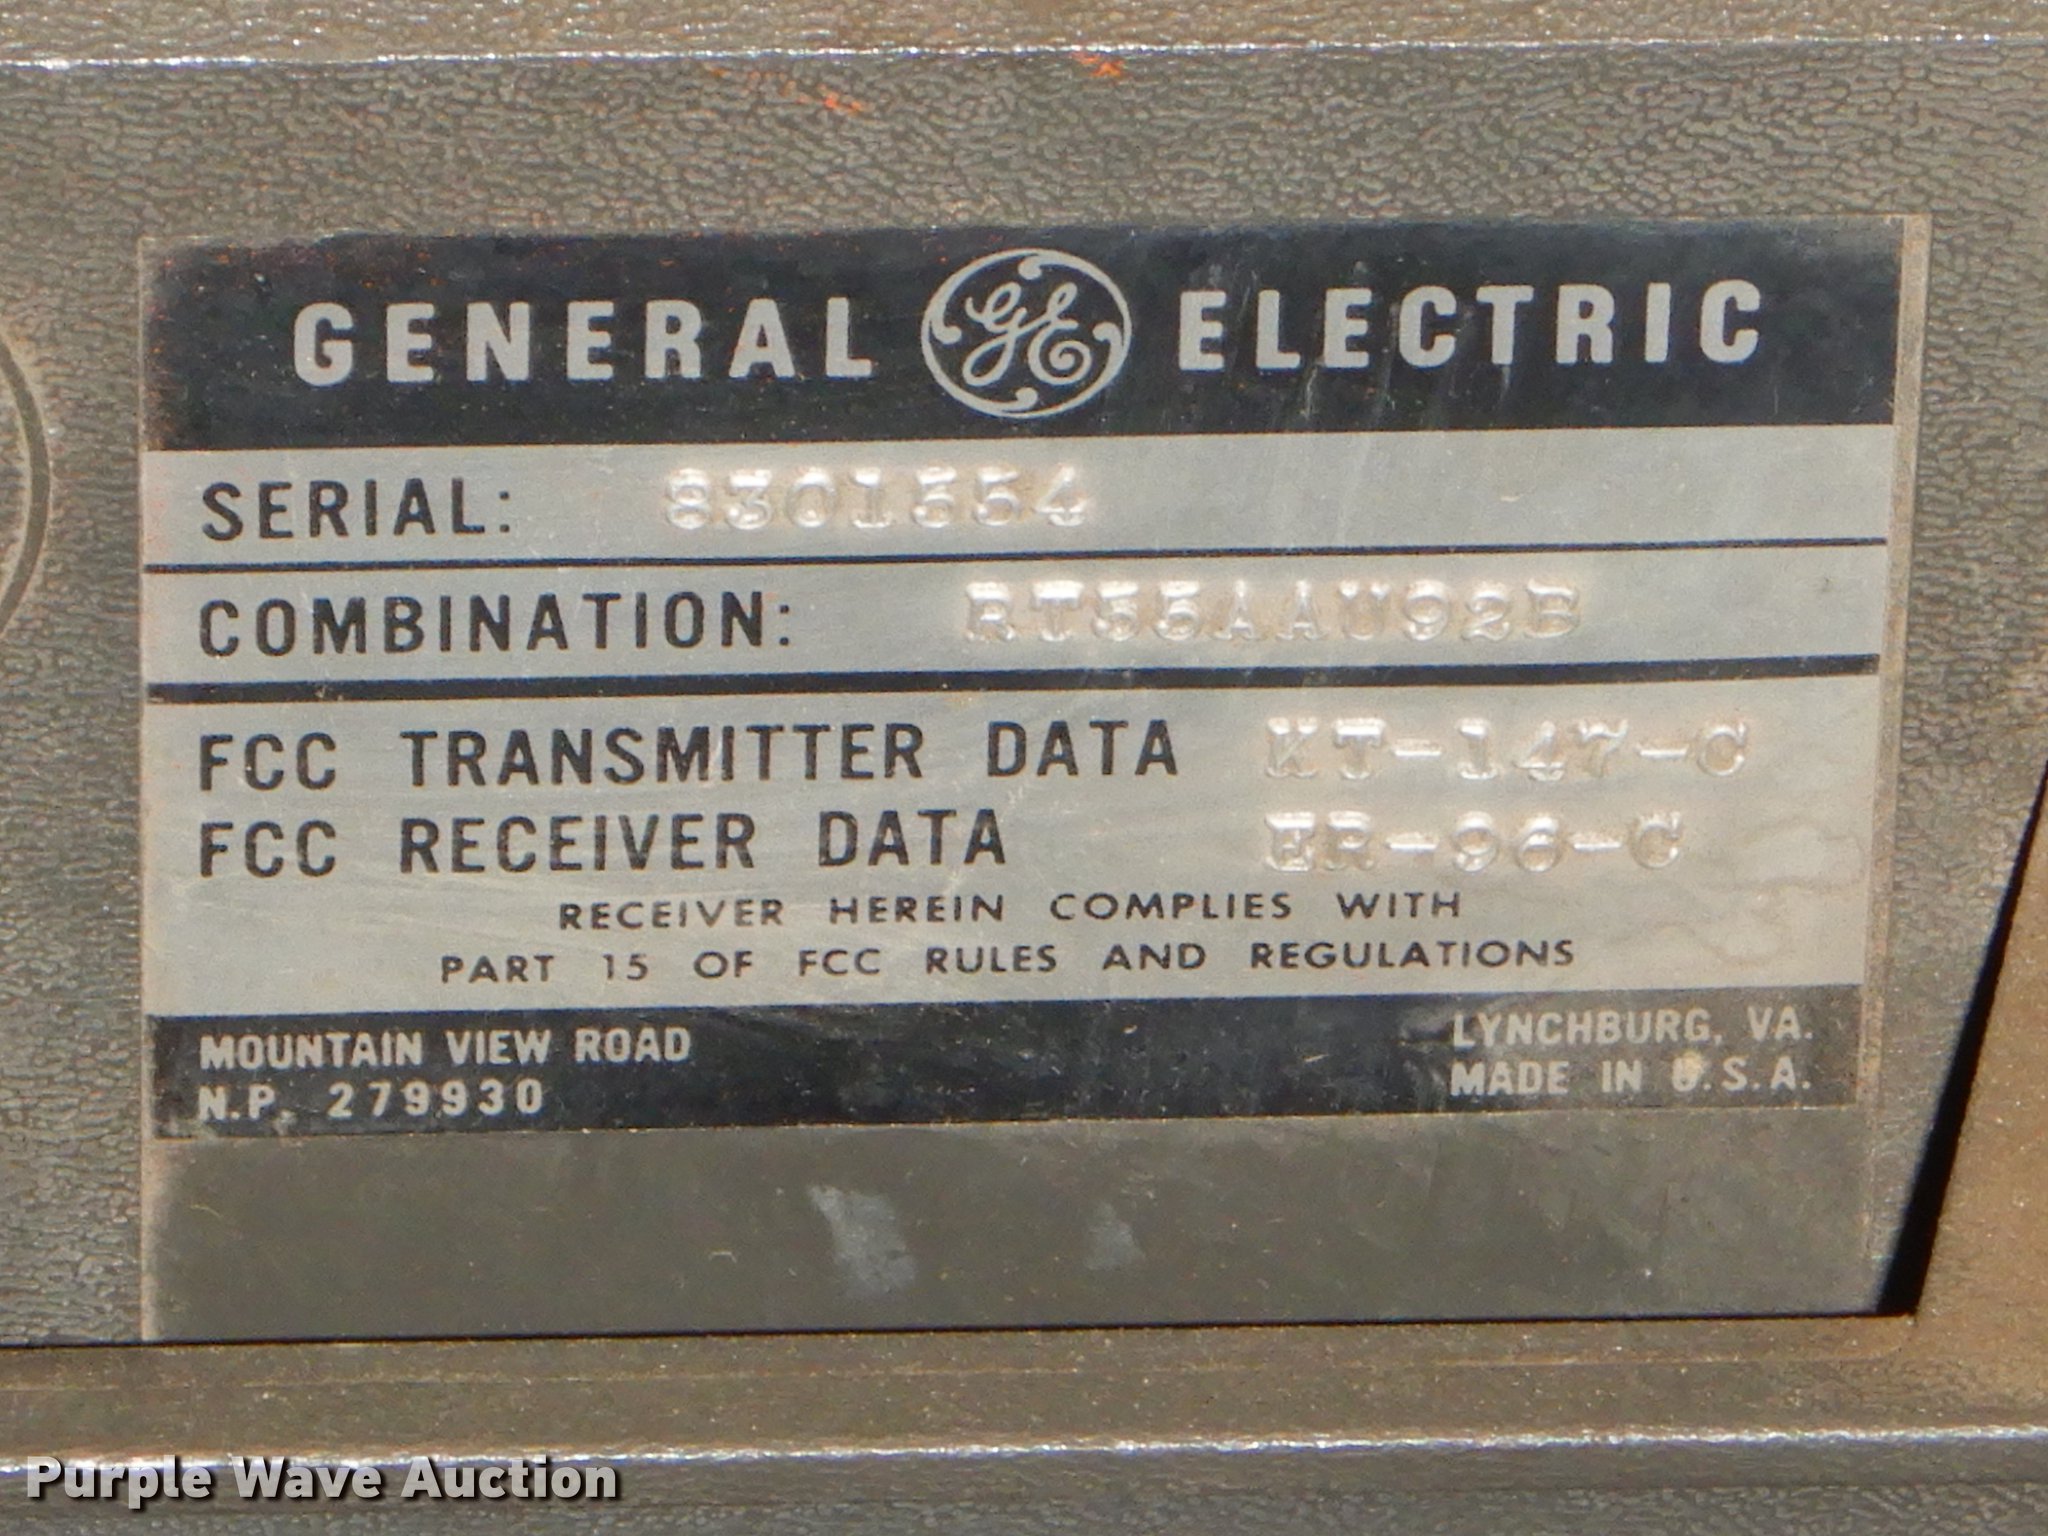 GENERAL GE ELECTRIC
SERIAL: 8301554
COMBINATION: RT55AAU92B
FCC TRANSMITTER DATA KT-147-C
FCC RECEIVER DATA ER-96-C
RECEIVER HEREIN COMPLIES WITH
PART 15 OF FCC RULES AND REGULATIONS
MOUNTAIN VIEW ROAD
N.P. 279930
LYNCHBURG, VA.
MADE IN U.S.A.
Purple Wave Auction